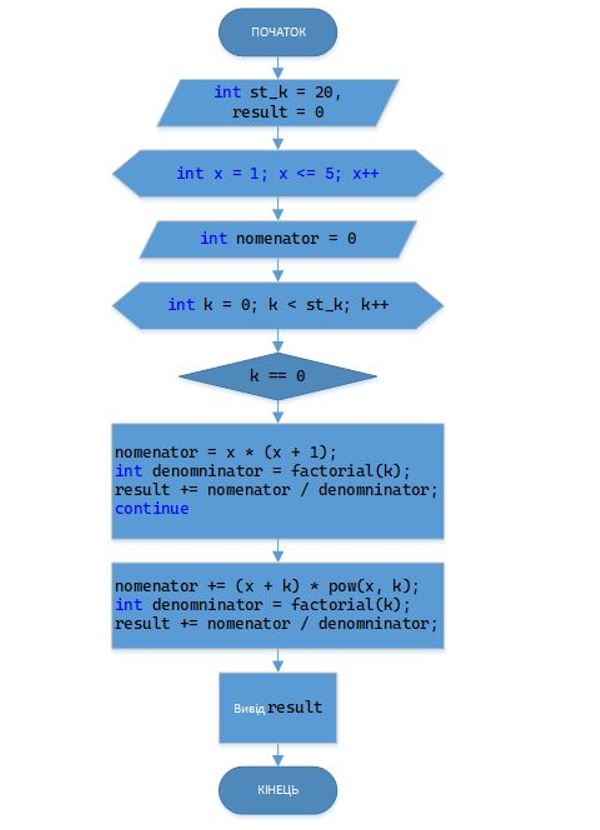 ПОЧАТОК
int st_k = 20,
result = 0
int x = 1; x <= 5; x++
int nomenator = 0
int k = 0; k < st_k; k++
k == 0
nomenator = x * (x + 1);
int denomninator = factorial(k);
result += nomenator / denomninator;
continue
nomenator += (x + k) * pow(x, k);
int denomninator = factorial(k);
result += nomenator / denomninator;
Вивід result
КІНЕЦЬ